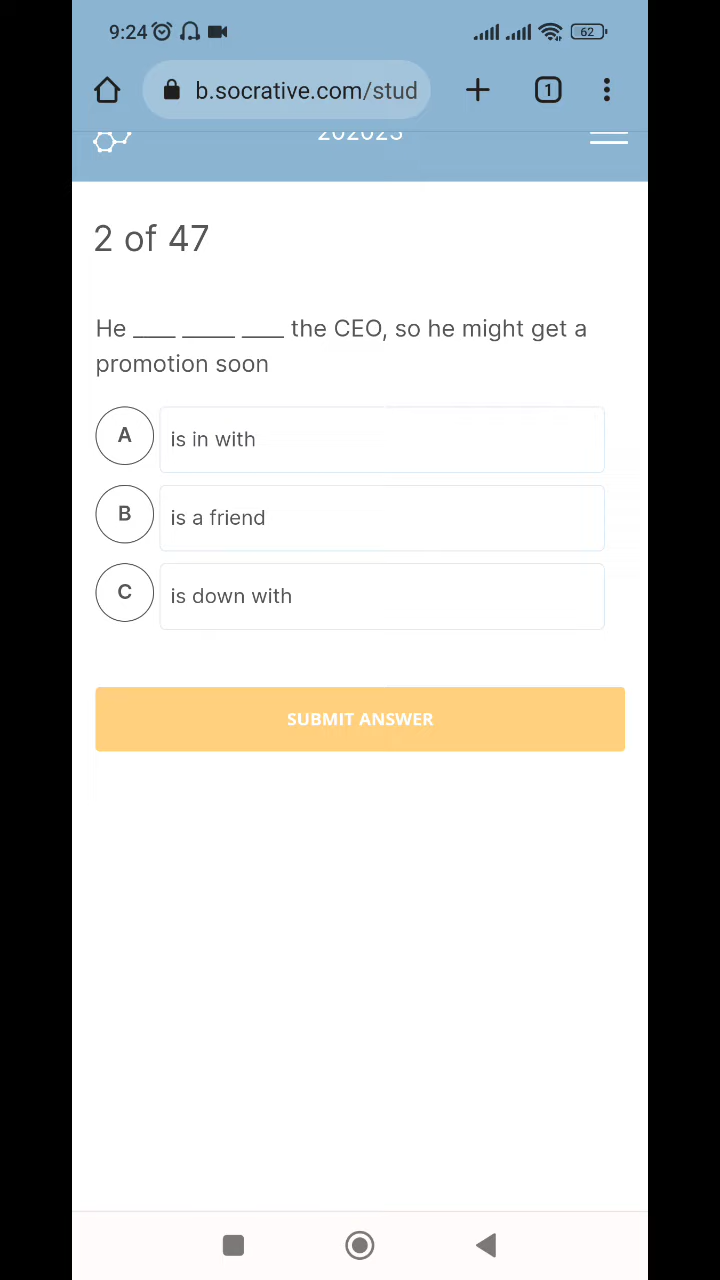 9:24
62
1
b.socrative.com/stud
202023
2 of 47
He ____ _____ ____ the CEO, so he might get a
promotion soon
A
is in with
B
is a friend
C
is down with
SUBMIT ANSWER